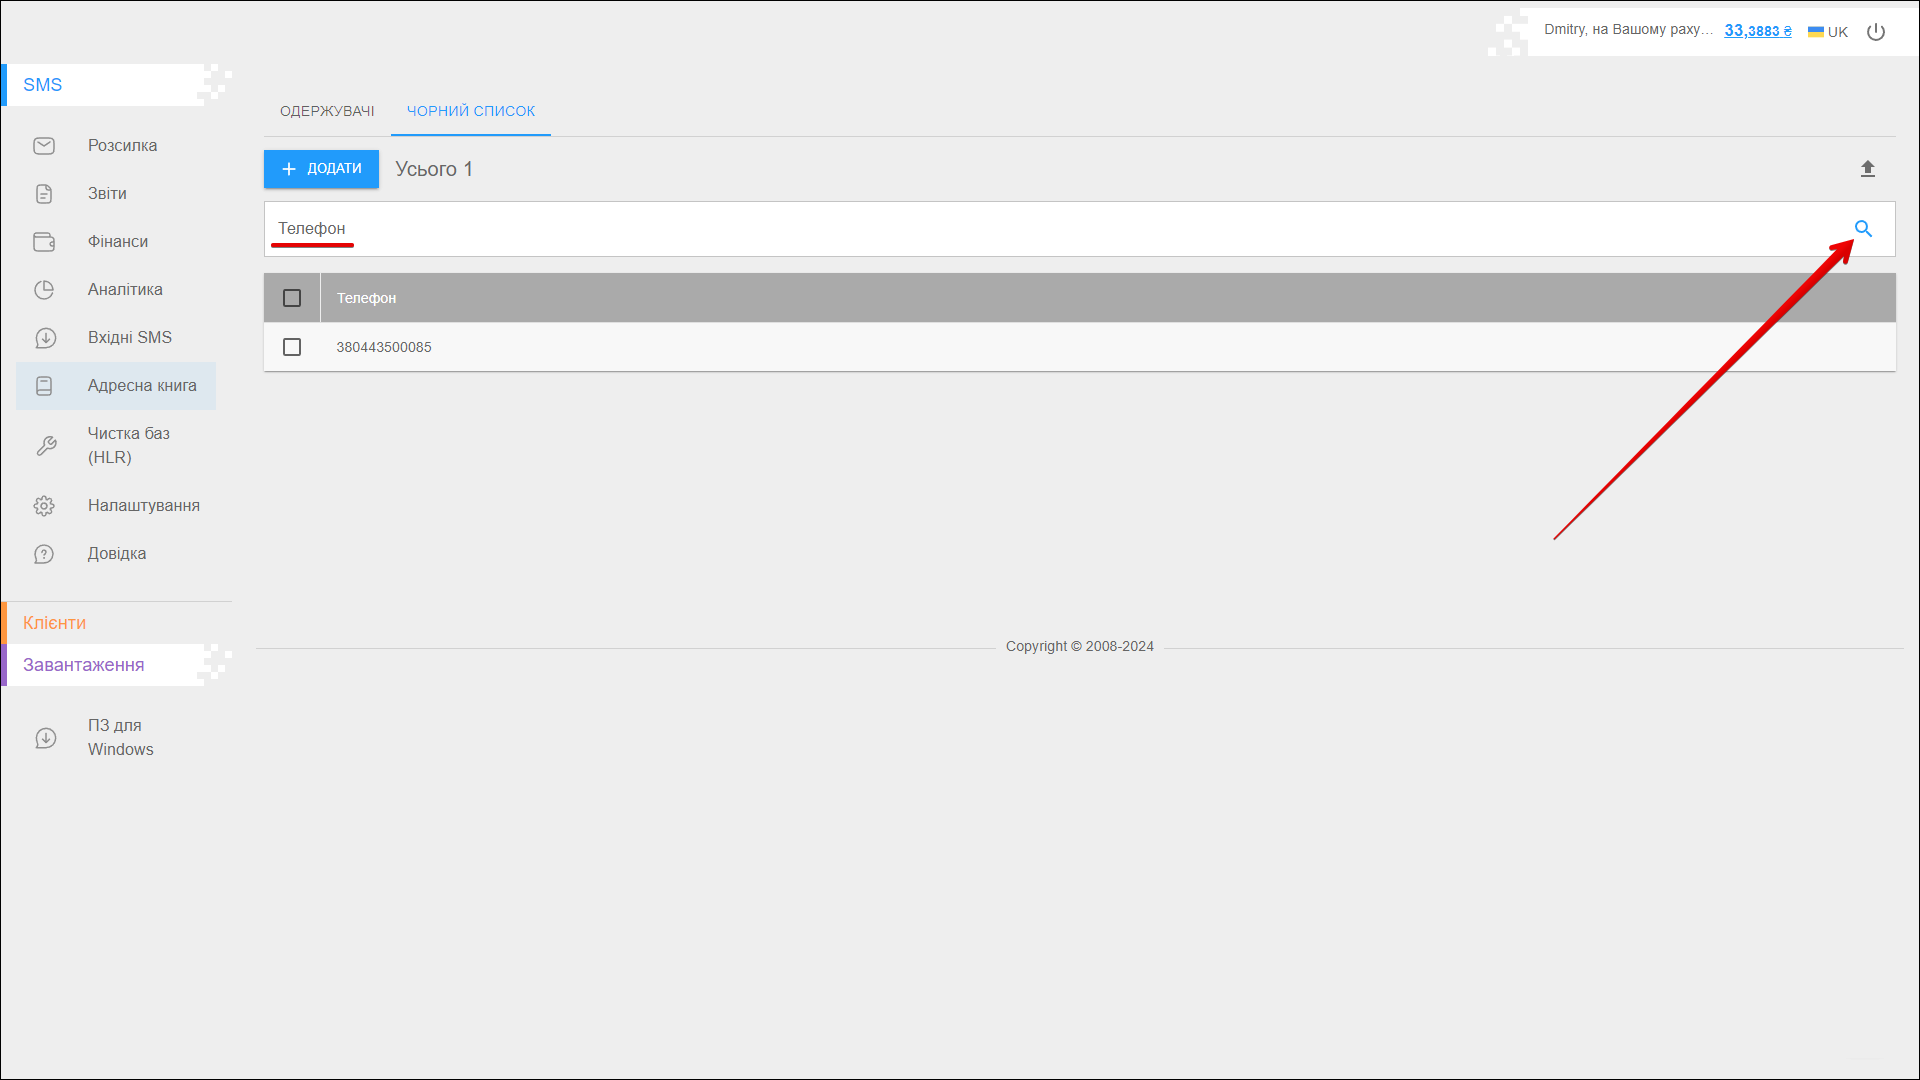 Dmitry, на Вашому раху... 33,3883 ₴ UK
SMS
Розсилка
Звіти
Фінанси
Аналітика
Вхідні SMS
Адресна книга
Чистка баз
(HLR)
Налаштування
Довідка
Клієнти
Завантаження
ПЗ для
Windows
ОДЕРЖУВАЧІ ЧОРНИЙ СПИСОК
ДОДАТИ Усього 1
Телефон
Телефон
380443500085
Copyright © 2008-2024